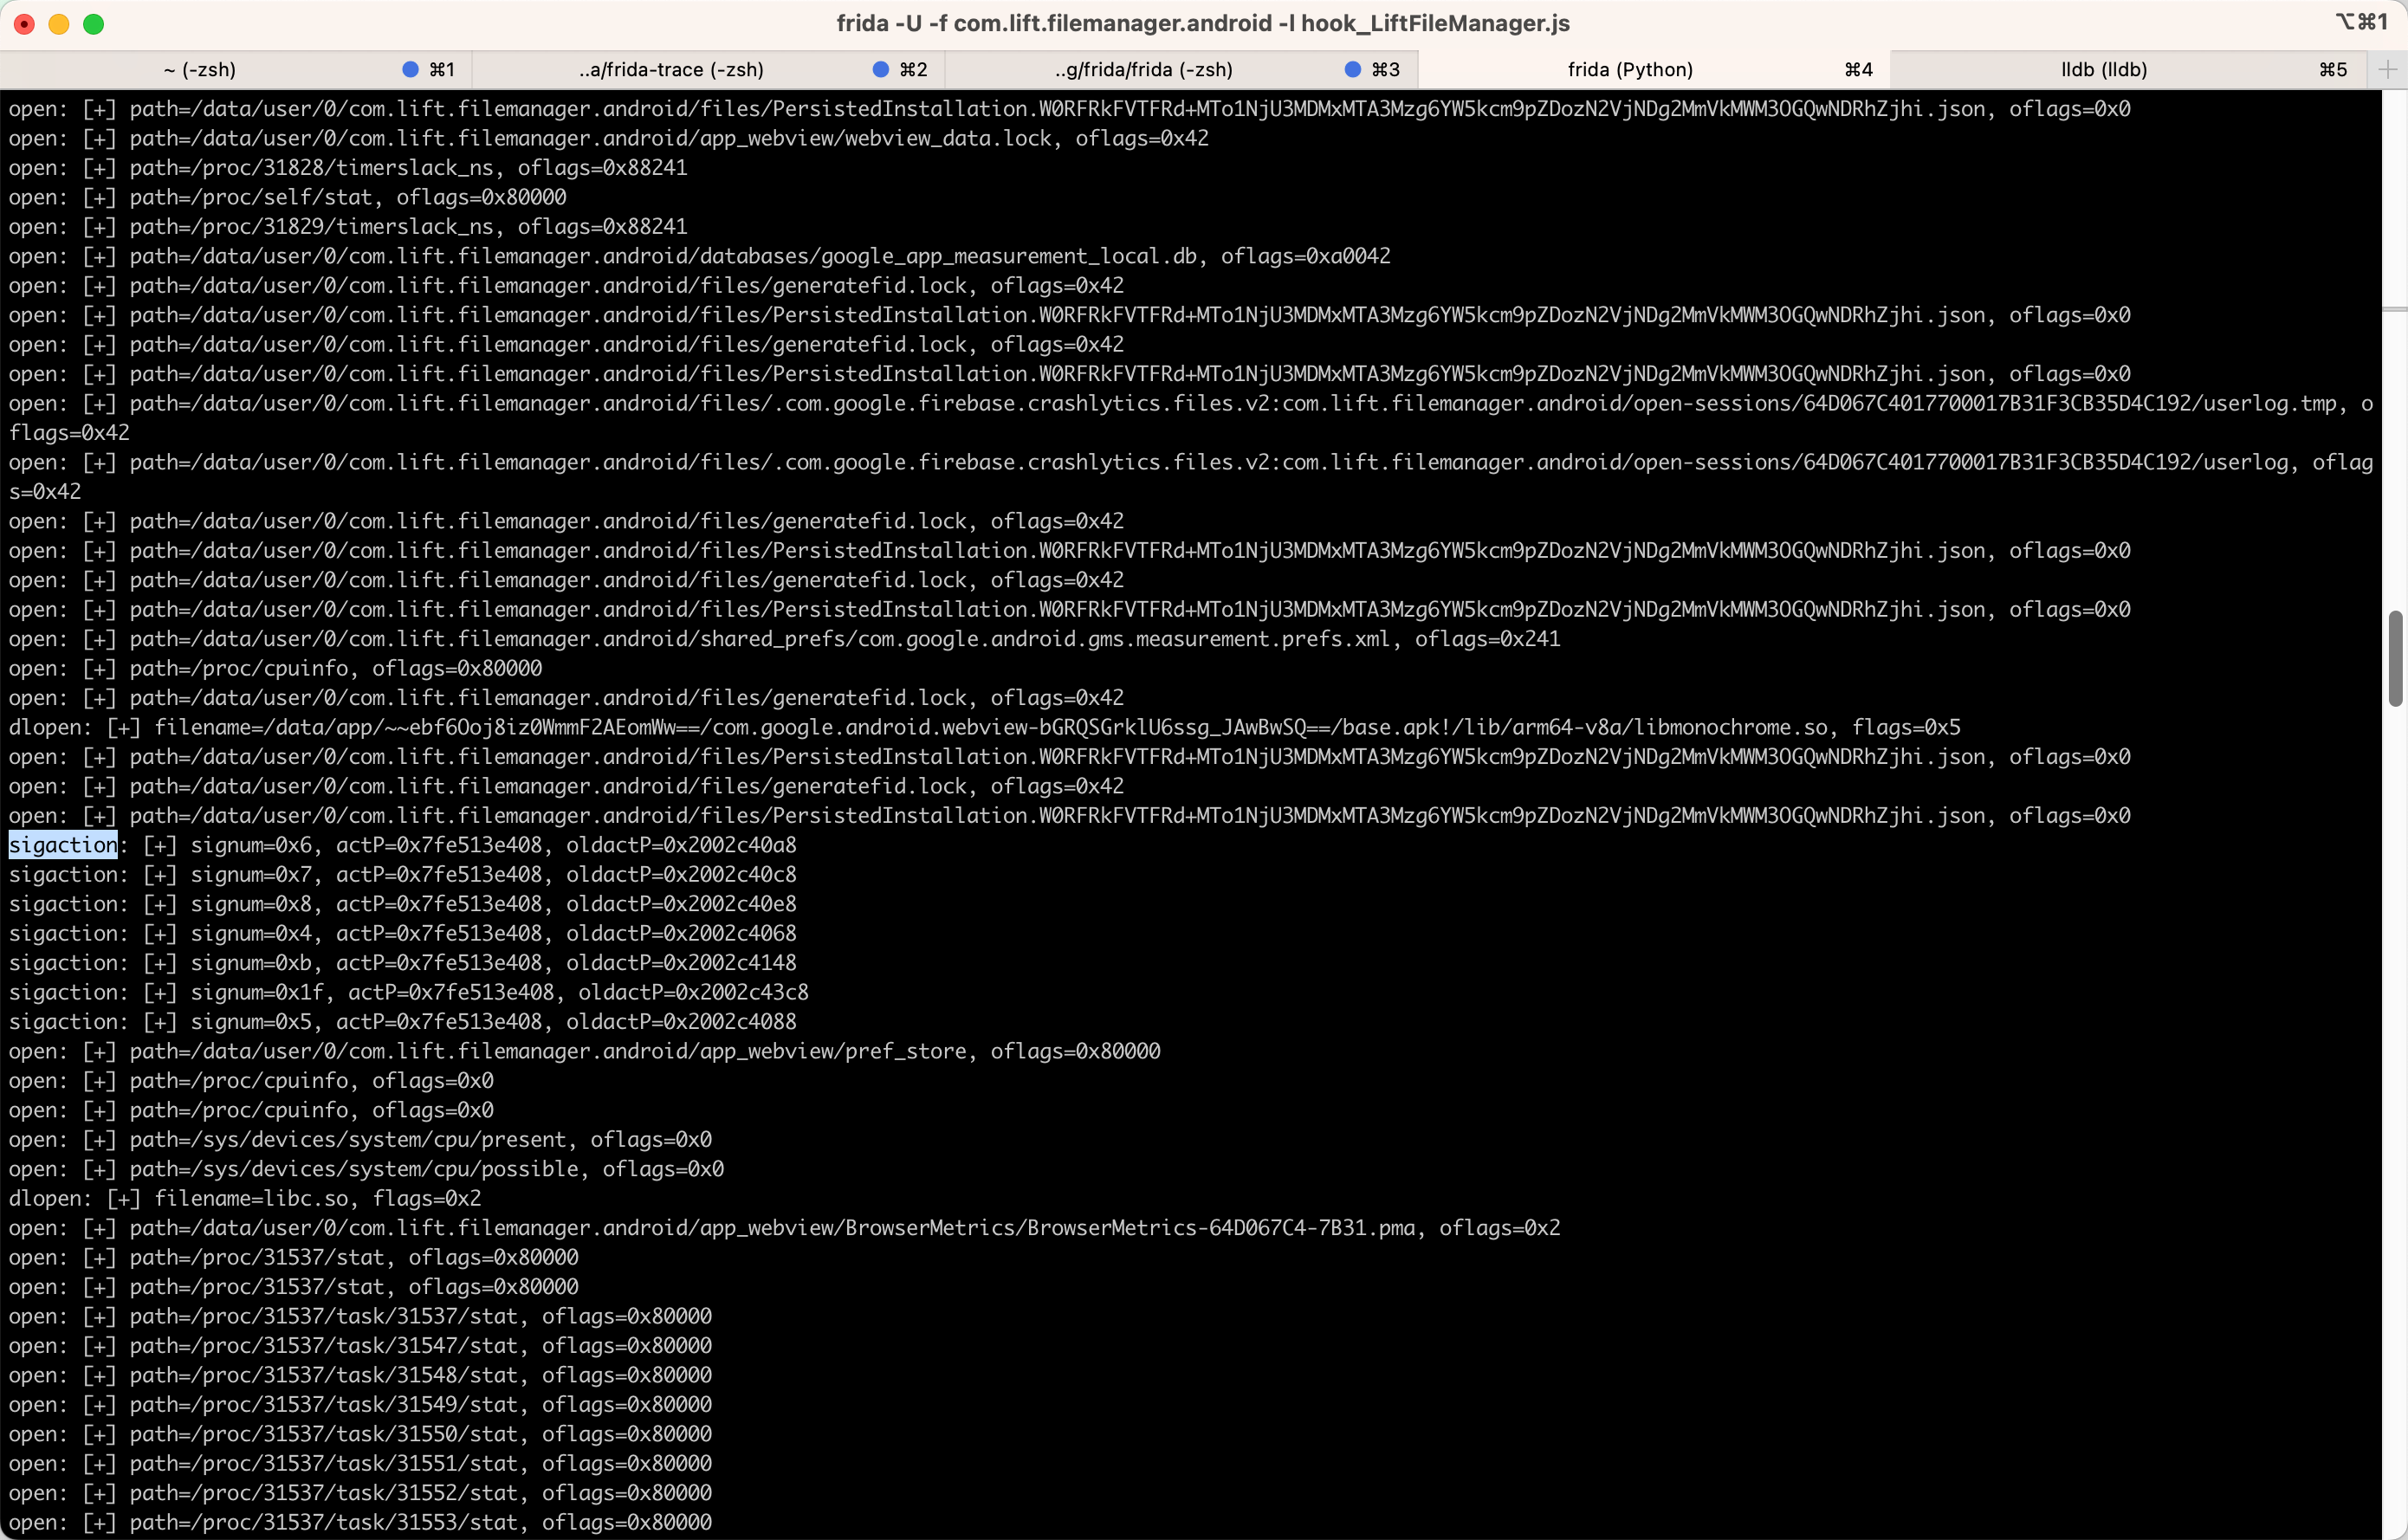 frida -U -f com.lift.filemanager.android -l hook_LiftFileManager.js
⌥⌘1
~ (-zsh) ⌘1
..a/frida-trace (-zsh) ⌘2
..g/frida/frida (-zsh) ⌘3
frida (Python) ⌘4
lldb (lldb) ⌘5
open: [+] path=/data/user/0/com.lift.filemanager.android/files/PersistedInstallation.W0RFRkFVTFRd+MTo1NjU3MDMxMTA3Mzg6YW5kcm9pZDozN2VjNDg2MmVkMWM3OGQwNDRhZjhi.json, oflags=0x0
open: [+] path=/data/user/0/com.lift.filemanager.android/app_webview/webview_data.lock, oflags=0x42
open: [+] path=/proc/31828/timerslack_ns, oflags=0x88241
open: [+] path=/proc/self/stat, oflags=0x80000
open: [+] path=/proc/31829/timerslack_ns, oflags=0x88241
open: [+] path=/data/user/0/com.lift.filemanager.android/databases/google_app_measurement_local.db, oflags=0xa0042
open: [+] path=/data/user/0/com.lift.filemanager.android/files/generatefid.lock, oflags=0x42
open: [+] path=/data/user/0/com.lift.filemanager.android/files/PersistedInstallation.W0RFRkFVTFRd+MTo1NjU3MDMxMTA3Mzg6YW5kcm9pZDozN2VjNDg2MmVkMWM3OGQwNDRhZjhi.json, oflags=0x0
open: [+] path=/data/user/0/com.lift.filemanager.android/files/generatefid.lock, oflags=0x42
open: [+] path=/data/user/0/com.lift.filemanager.android/files/PersistedInstallation.W0RFRkFVTFRd+MTo1NjU3MDMxMTA3Mzg6YW5kcm9pZDozN2VjNDg2MmVkMWM3OGQwNDRhZjhi.json, oflags=0x0
open: [+] path=/data/user/0/com.lift.filemanager.android/files/.com.google.firebase.crashlytics.files.v2:com.lift.filemanager.android/open-sessions/64D067C4017700017B31F3CB35D4C192/userlog.tmp, o
flags=0x42
open: [+] path=/data/user/0/com.lift.filemanager.android/files/.com.google.firebase.crashlytics.files.v2:com.lift.filemanager.android/open-sessions/64D067C4017700017B31F3CB35D4C192/userlog, oflag
s=0x42
open: [+] path=/data/user/0/com.lift.filemanager.android/files/generatefid.lock, oflags=0x42
open: [+] path=/data/user/0/com.lift.filemanager.android/files/PersistedInstallation.W0RFRkFVTFRd+MTo1NjU3MDMxMTA3Mzg6YW5kcm9pZDozN2VjNDg2MmVkMWM3OGQwNDRhZjhi.json, oflags=0x0
open: [+] path=/data/user/0/com.lift.filemanager.android/files/generatefid.lock, oflags=0x42
open: [+] path=/data/user/0/com.lift.filemanager.android/files/PersistedInstallation.W0RFRkFVTFRd+MTo1NjU3MDMxMTA3Mzg6YW5kcm9pZDozN2VjNDg2MmVkMWM3OGQwNDRhZjhi.json, oflags=0x0
open: [+] path=/data/user/0/com.lift.filemanager.android/shared_prefs/com.google.android.gms.measurement.prefs.xml, oflags=0x241
open: [+] path=/proc/cpuinfo, oflags=0x80000
open: [+] path=/data/user/0/com.lift.filemanager.android/files/generatefid.lock, oflags=0x42
dlopen: [+] filename=/data/app/~~ebf6Ooj8iz0WmmF2AEomWw==/com.google.android.webview-bGRQSGrklU6ssg_JAwBwSQ==/base.apk!/lib/arm64-v8a/libmonochrome.so, flags=0x5
open: [+] path=/data/user/0/com.lift.filemanager.android/files/PersistedInstallation.W0RFRkFVTFRd+MTo1NjU3MDMxMTA3Mzg6YW5kcm9pZDozN2VjNDg2MmVkMWM3OGQwNDRhZjhi.json, oflags=0x0
open: [+] path=/data/user/0/com.lift.filemanager.android/files/generatefid.lock, oflags=0x42
open: [+] path=/data/user/0/com.lift.filemanager.android/files/PersistedInstallation.W0RFRkFVTFRd+MTo1NjU3MDMxMTA3Mzg6YW5kcm9pZDozN2VjNDg2MmVkMWM3OGQwNDRhZjhi.json, oflags=0x0
sigaction: [+] signum=0x6, actP=0x7fe513e408, oldactP=0x2002c40a8
sigaction: [+] signum=0x7, actP=0x7fe513e408, oldactP=0x2002c40c8
sigaction: [+] signum=0x8, actP=0x7fe513e408, oldactP=0x2002c40e8
sigaction: [+] signum=0x4, actP=0x7fe513e408, oldactP=0x2002c4068
sigaction: [+] signum=0xb, actP=0x7fe513e408, oldactP=0x2002c4148
sigaction: [+] signum=0x1f, actP=0x7fe513e408, oldactP=0x2002c43c8
sigaction: [+] signum=0x5, actP=0x7fe513e408, oldactP=0x2002c4088
open: [+] path=/data/user/0/com.lift.filemanager.android/app_webview/pref_store, oflags=0x80000
open: [+] path=/proc/cpuinfo, oflags=0x0
open: [+] path=/proc/cpuinfo, oflags=0x0
open: [+] path=/sys/devices/system/cpu/present, oflags=0x0
open: [+] path=/sys/devices/system/cpu/possible, oflags=0x0
dlopen: [+] filename=libc.so, flags=0x2
open: [+] path=/data/user/0/com.lift.filemanager.android/app_webview/BrowserMetrics/BrowserMetrics-64D067C4-7B31.pma, oflags=0x2
open: [+] path=/proc/31537/stat, oflags=0x80000
open: [+] path=/proc/31537/stat, oflags=0x80000
open: [+] path=/proc/31537/task/31537/stat, oflags=0x80000
open: [+] path=/proc/31537/task/31547/stat, oflags=0x80000
open: [+] path=/proc/31537/task/31548/stat, oflags=0x80000
open: [+] path=/proc/31537/task/31549/stat, oflags=0x80000
open: [+] path=/proc/31537/task/31550/stat, oflags=0x80000
open: [+] path=/proc/31537/task/31551/stat, oflags=0x80000
open: [+] path=/proc/31537/task/31552/stat, oflags=0x80000
open: [+] path=/proc/31537/task/31553/stat, oflags=0x80000